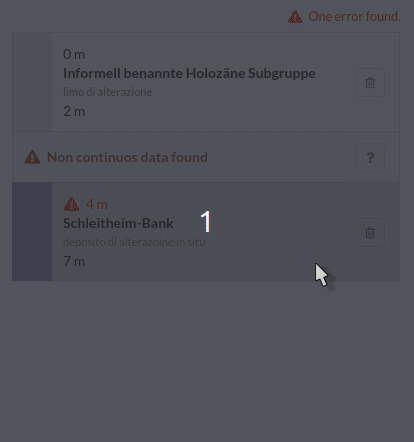 One error found.
0 m
Informell benannte Holozäne Subgruppe
limo di alterazione
2 m
Non continuos data found
?
4 m
Schleitheim-Bank
1
deposito di alterazoine in situ
7 m